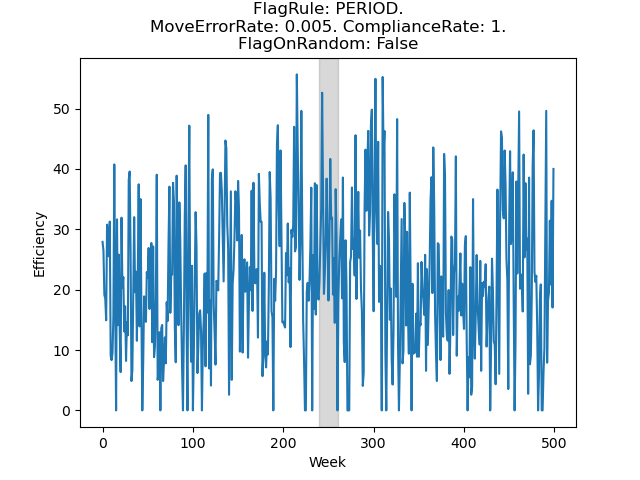 FlagRule: PERIOD.
MoveErrorRate: 0.005. ComplianceRate: 1.
FlagOnRandom: False
Efficiency
50
40
30
20
10
0
0 100 200 300 400 500
Week